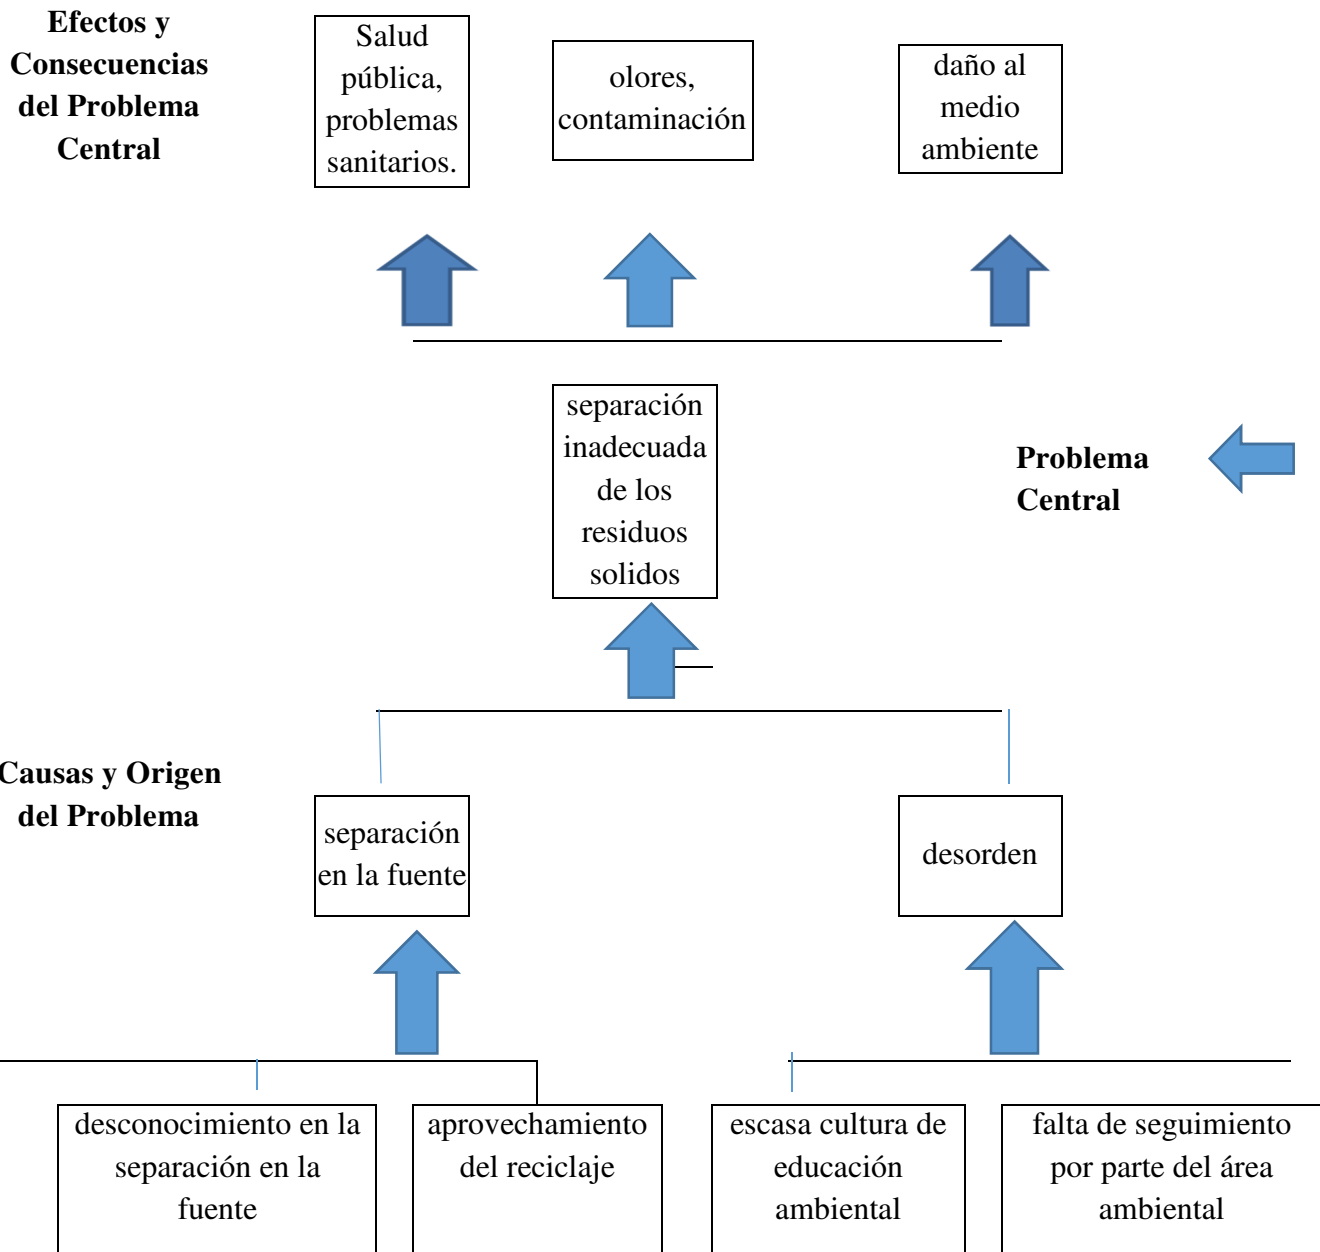 Efectos y
Consecuencias
del Problema
Central
Salud
pública,
problemas
sanitarios.
olores,
contaminación
daño al
medio
ambiente
separación
inadecuada
de los
residuos
solidos
Problema
Central
Causas y Origen
del Problema
separación
en la fuente
desorden
desconocimiento en la
separación en la
fuente
aprovechamiento
del reciclaje
escasa cultura de
educación
ambiental
falta de seguimiento
por parte del área
ambiental